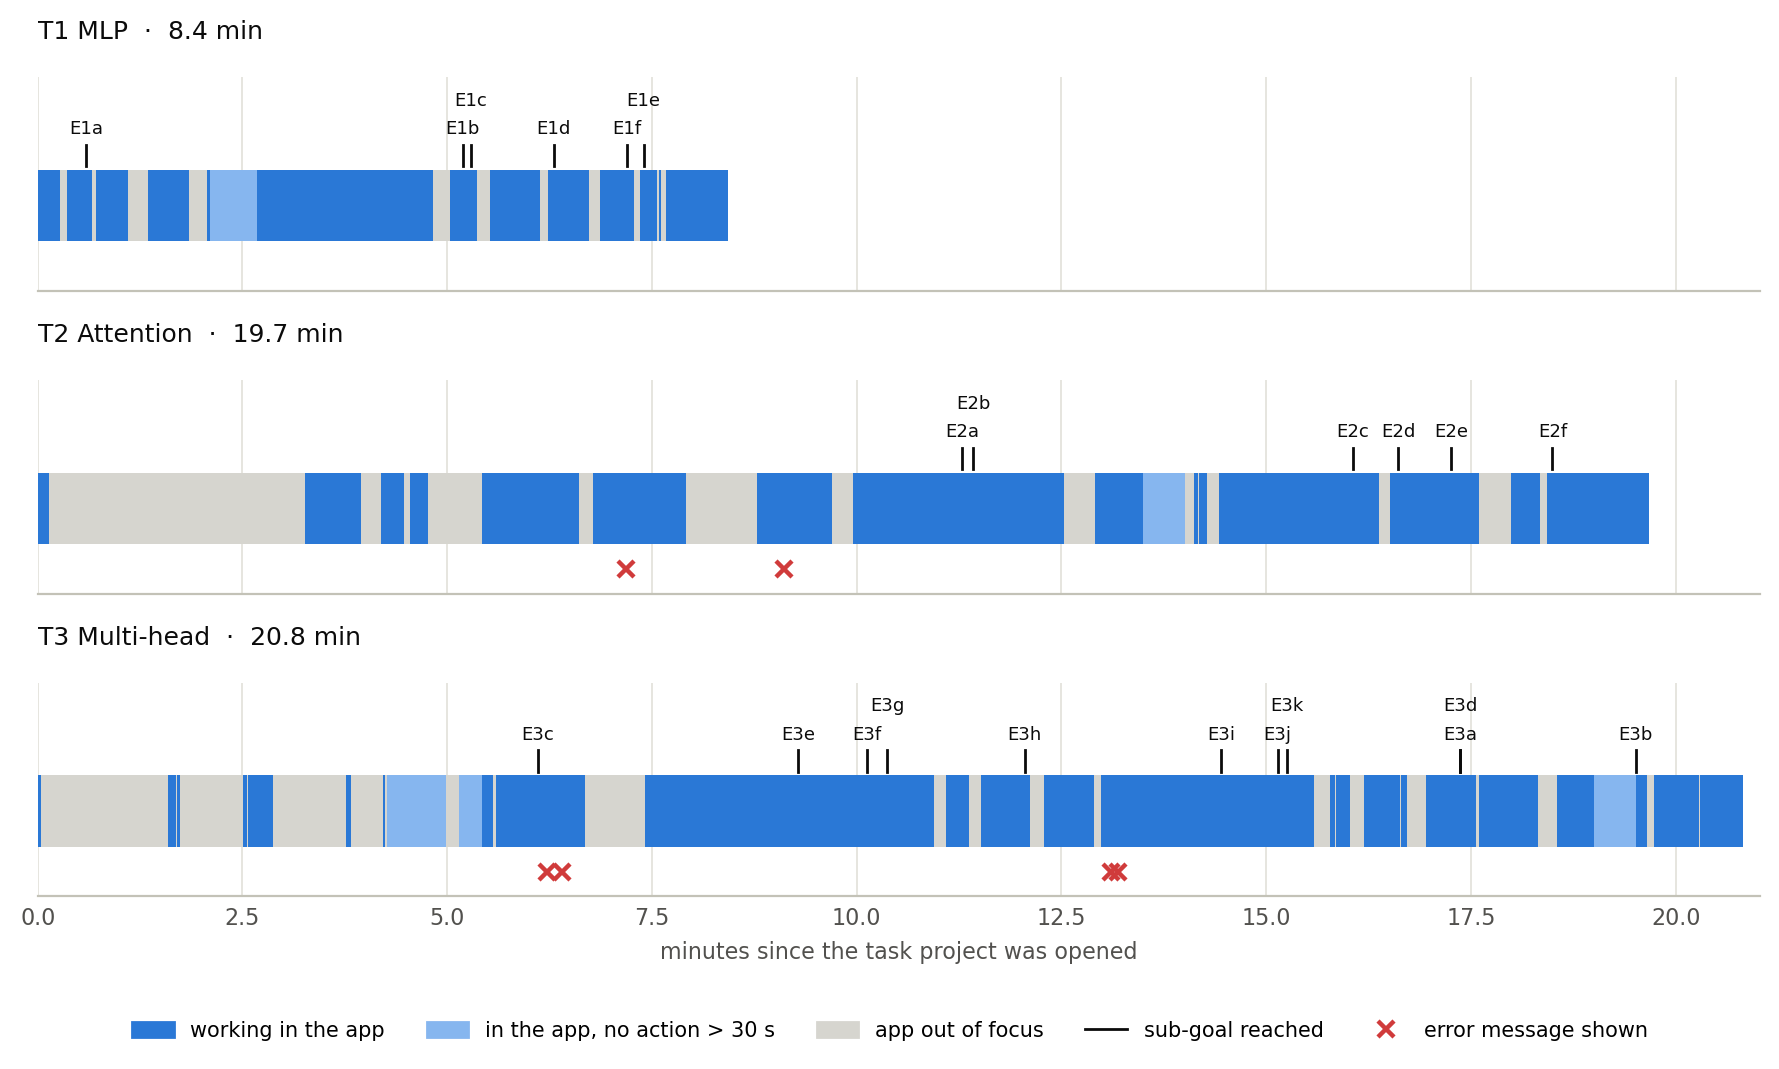 T1 MLP · 8.4 min
E1c E1e
E1a E1b E1d E1f
T2 Attention · 19.7 min
E2b
E2a E2c E2d E2e E2f
T3 Multi-head · 20.8 min
E3g E3k E3d
E3c E3e E3f E3h E3i E3j E3a E3b
0.0 2.5 5.0 7.5 10.0 12.5 15.0 17.5 20.0
minutes since the task project was opened
working in the app in the app, no action > 30 s app out of focus sub-goal reached error message shown